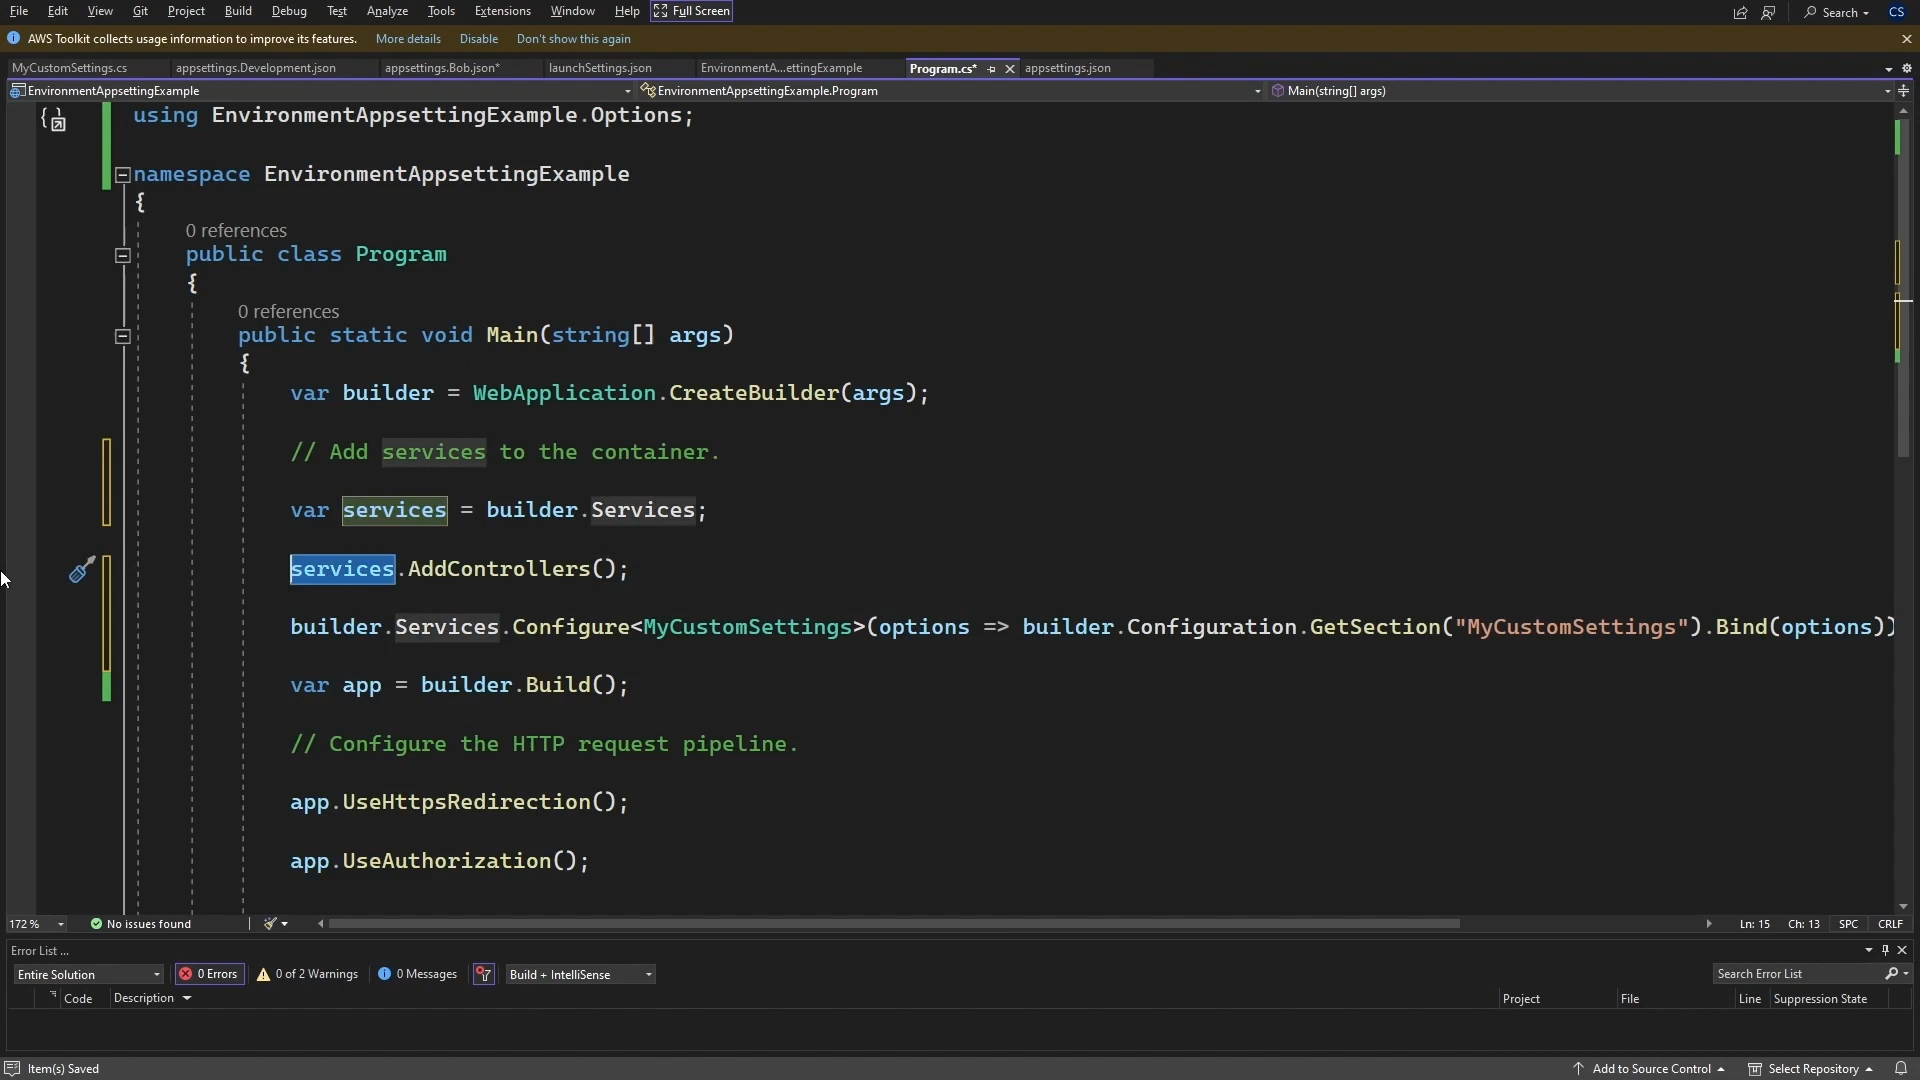 File Edit View Git Project Build Debug Test Analyze Tools Extensions Window Help Full Screen Search CS
AWS Toolkit collects usage information to improve its features. More details Disable Don't show this again
MyCustomSettings.cs appsettings.Development.json appsettings.Bob.json* launchSettings.json EnvironmentA...ettingExample Program.cs* appsettings.json
EnvironmentAppsettingExample EnvironmentAppsettingExample.Program Main(string[] args)
using EnvironmentAppsettingExample.Options;
namespace EnvironmentAppsettingExample
{
0 references
public class Program
{
0 references
public static void Main(string[] args)
{
var builder = WebApplication.CreateBuilder(args);
// Add services to the container.
var services = builder.Services;
services.AddControllers();
builder.Services.Configure<MyCustomSettings>(options => builder.Configuration.GetSection("MyCustomSettings").Bind(options))
var app = builder.Build();
// Configure the HTTP request pipeline.
app.UseHttpsRedirection();
app.UseAuthorization();
172 % No issues found Ln: 15 Ch: 13 SPC CRLF
Error List ...
Entire Solution 0 Errors 0 of 2 Warnings 0 Messages Build + IntelliSense Search Error List
Code Description Project File Line Suppression State
Item(s) Saved Add to Source Control Select Repository